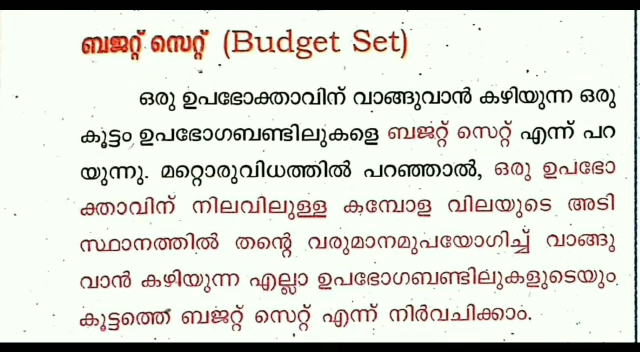 ബജറ്റ് സെറ്റ് (Budget Set)
ഒരു ഉപഭോക്താവിന് വാങ്ങുവാൻ കഴിയുന്ന ഒരു
കൂട്ടം ഉപഭോഗബണ്ടിലുകളെ ബജറ്റ് സെറ്റ് എന്ന് പറ
യുന്നു. മറ്റൊരുവിധത്തിൽ പറഞ്ഞാൽ, ഒരു ഉപഭോ
ക്താവിന് നിലവിലുള്ള കമ്പോള വിലയുടെ അടി
സ്ഥാനത്തിൽ തന്റെ വരുമാനമുപയോഗിച്ച് വാങ്ങു
വാൻ കഴിയുന്ന എല്ലാ ഉപഭോഗബണ്ടിലുകളുടെയും
കൂട്ടത്തെ ബജറ്റ് സെറ്റ് എന്ന് നിർവചിക്കാം.